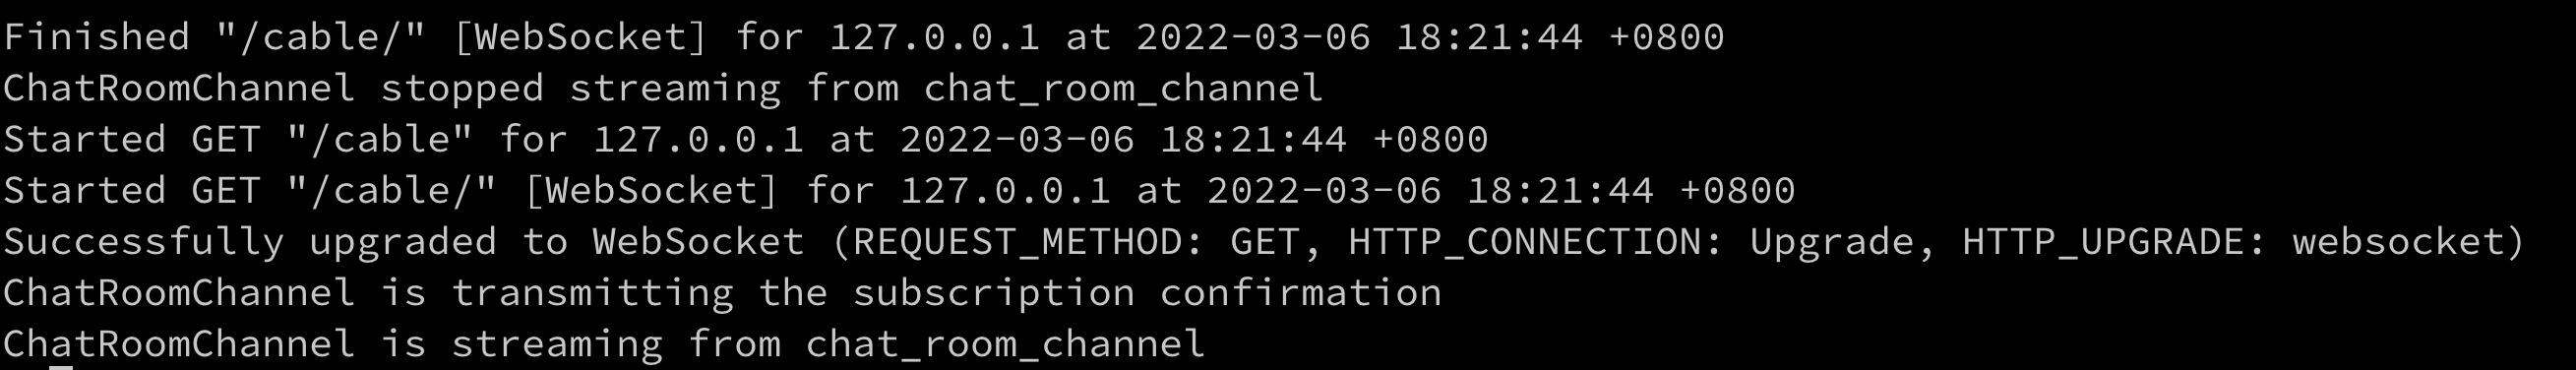 Finished "/cable/" [WebSocket] for 127.0.0.1 at 2022-03-06 18:21:44 +0800
ChatRoomChannel stopped streaming from chat_room_channel
Started GET "/cable" for 127.0.0.1 at 2022-03-06 18:21:44 +0800
Started GET "/cable/" [WebSocket] for 127.0.0.1 at 2022-03-06 18:21:44 +0800
Successfully upgraded to WebSocket (REQUEST_METHOD: GET, HTTP_CONNECTION: Upgrade, HTTP_UPGRADE: websocket)
ChatRoomChannel is transmitting the subscription confirmation
ChatRoomChannel is streaming from chat_room_channel